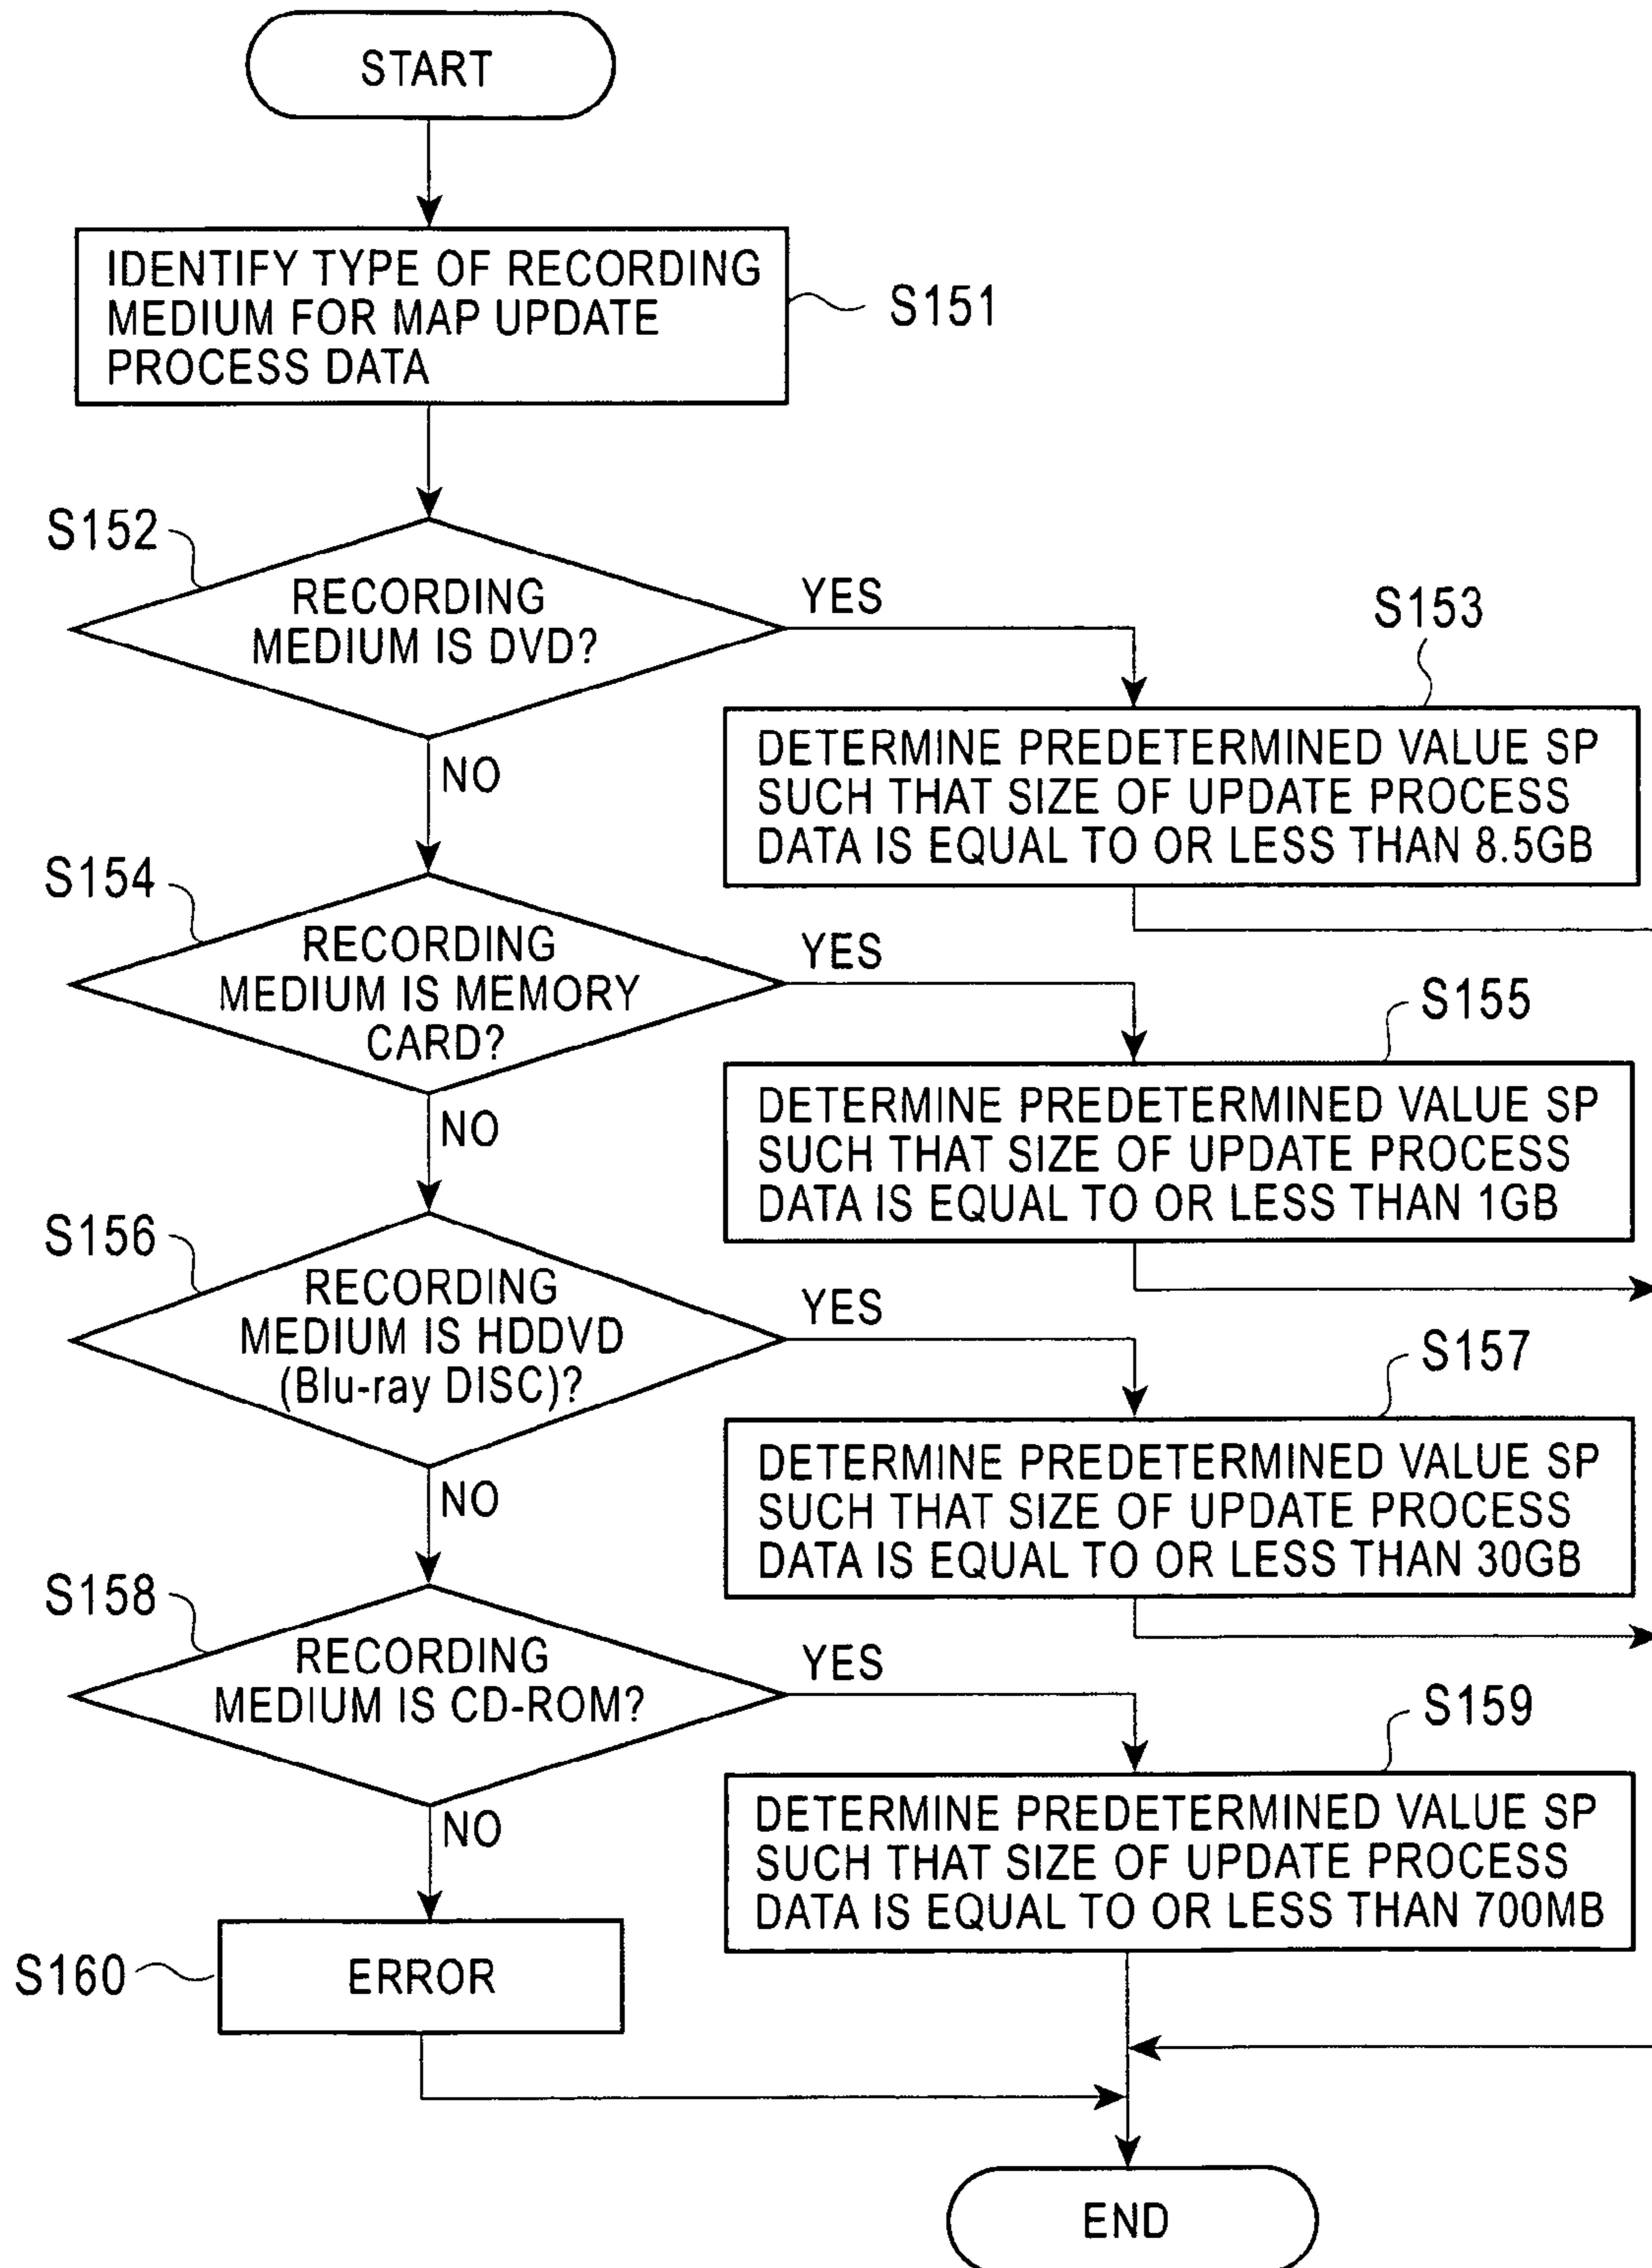 START
IDENTIFY TYPE OF RECORDING
MEDIUM FOR MAP UPDATE
PROCESS DATA
S151
S152
RECORDING
MEDIUM IS DVD?
YES
NO
S153
DETERMINE PREDETERMINED VALUE SP
SUCH THAT SIZE OF UPDATE PROCESS
DATA IS EQUAL TO OR LESS THAN 8.5GB
S154
RECORDING
MEDIUM IS MEMORY
CARD?
YES
NO
S155
DETERMINE PREDETERMINED VALUE SP
SUCH THAT SIZE OF UPDATE PROCESS
DATA IS EQUAL TO OR LESS THAN 1GB
S156
RECORDING
MEDIUM IS HDDVD
(Blu-ray DISC)?
YES
NO
S157
DETERMINE PREDETERMINED VALUE SP
SUCH THAT SIZE OF UPDATE PROCESS
DATA IS EQUAL TO OR LESS THAN 30GB
S158
RECORDING
MEDIUM IS CD-ROM?
YES
NO
S159
DETERMINE PREDETERMINED VALUE SP
SUCH THAT SIZE OF UPDATE PROCESS
DATA IS EQUAL TO OR LESS THAN 700MB
S160
ERROR
END